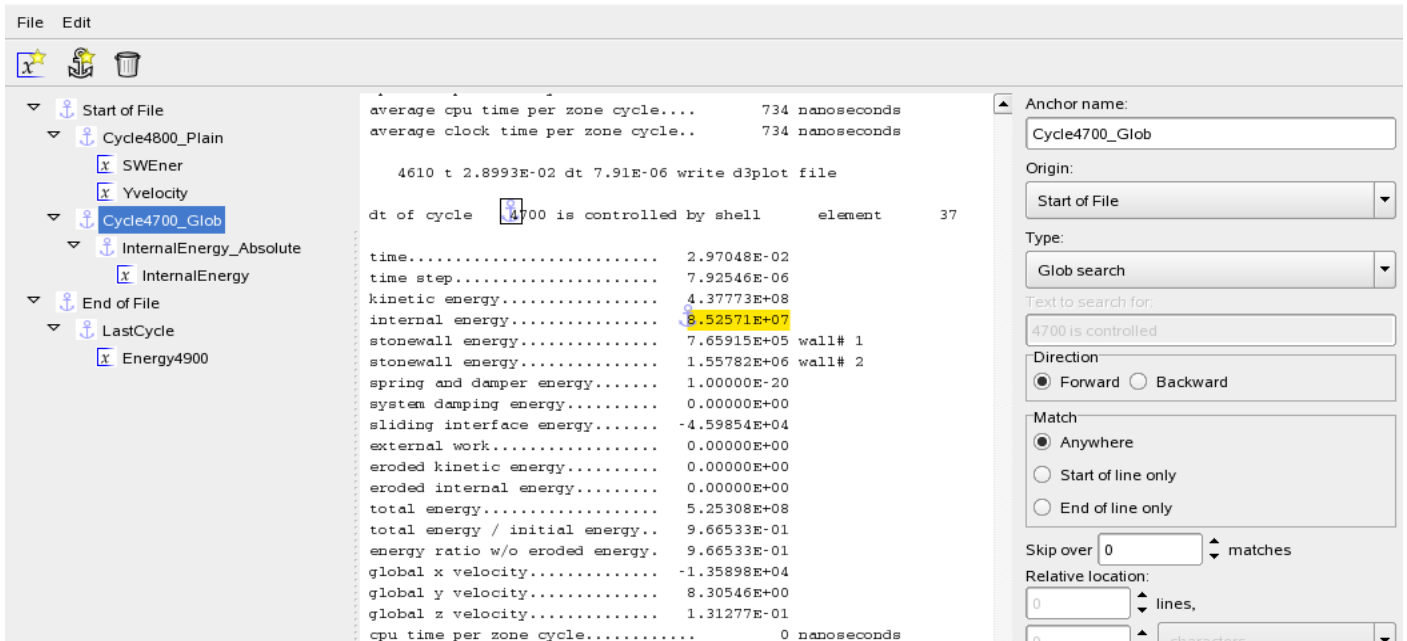 File Edit
Start of File
Cycle4800_Plain
x SWEner
x Yvelocity
Cycle4700_Glob
InternalEnergy_Absolute
x InternalEnergy
End of File
LastCycle
x Energy4900
average cpu time per zone cycle.... 734 nanoseconds
average clock time per zone cycle.. 734 nanoseconds
4610 t 2.8993E-02 dt 7.91E-06 write d3plot file
dt of cycle 4700 is controlled by shell element 37
time........................... 2.97048E-02
time step...................... 7.92546E-06
kinetic energy................. 4.37773E+08
internal energy................ 8.52571E+07
stonewall energy............... 7.65915E+05 wall# 1
stonewall energy............... 1.55782E+06 wall# 2
spring and damper energy....... 1.00000E-20
system damping energy.......... 0.00000E+00
sliding interface energy....... -4.59854E+04
external work.................. 0.00000E+00
eroded kinetic energy.......... 0.00000E+00
eroded internal energy......... 0.00000E+00
total energy................... 5.25308E+08
total energy / initial energy.. 9.66533E-01
energy ratio w/o eroded energy. 9.66533E-01
global x velocity.............. -1.35898E+04
global y velocity.............. 8.30546E+00
global z velocity.............. 1.31277E-01
cpu time per zone cycle............ 0 nanoseconds
Anchor name:
Cycle4700_Glob
Origin:
Start of File
Type:
Glob search
Text to search for:
4700 is controlled
Direction
Forward Backward
Match
Anywhere
Start of line only
End of line only
Skip over 0 matches
Relative location:
0 lines,
0 characters